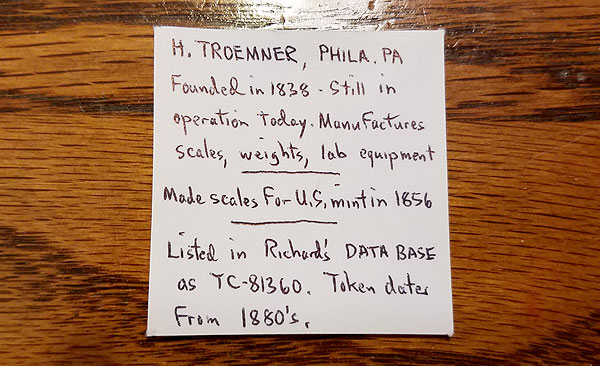 H. TROEMNER, PHILA. PA
Founded in 1838 - Still in
operation today. Manufactures
scales, weights, lab equipment
Made scales For U.S. mint in 1856
Listed in Richard's DATA BASE
as TC-81360. Token dates
From 1880's.